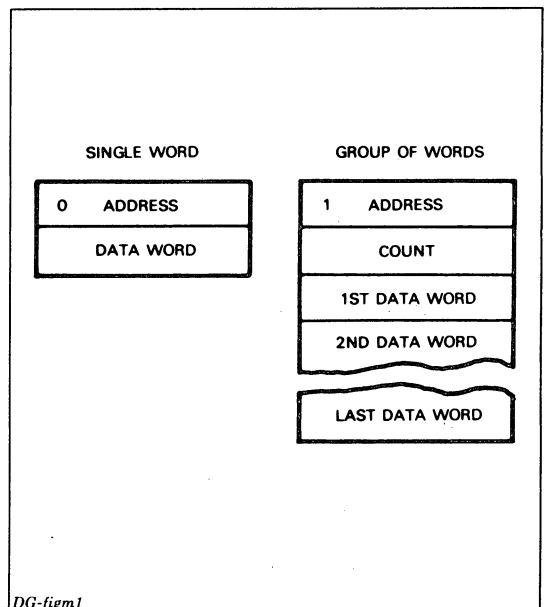 SINGLE WORD
0 ADDRESS
DATA WORD
GROUP OF WORDS
1 ADDRESS
COUNT
1ST DATA WORD
2ND DATA WORD
LAST DATA WORD
DG-figm1